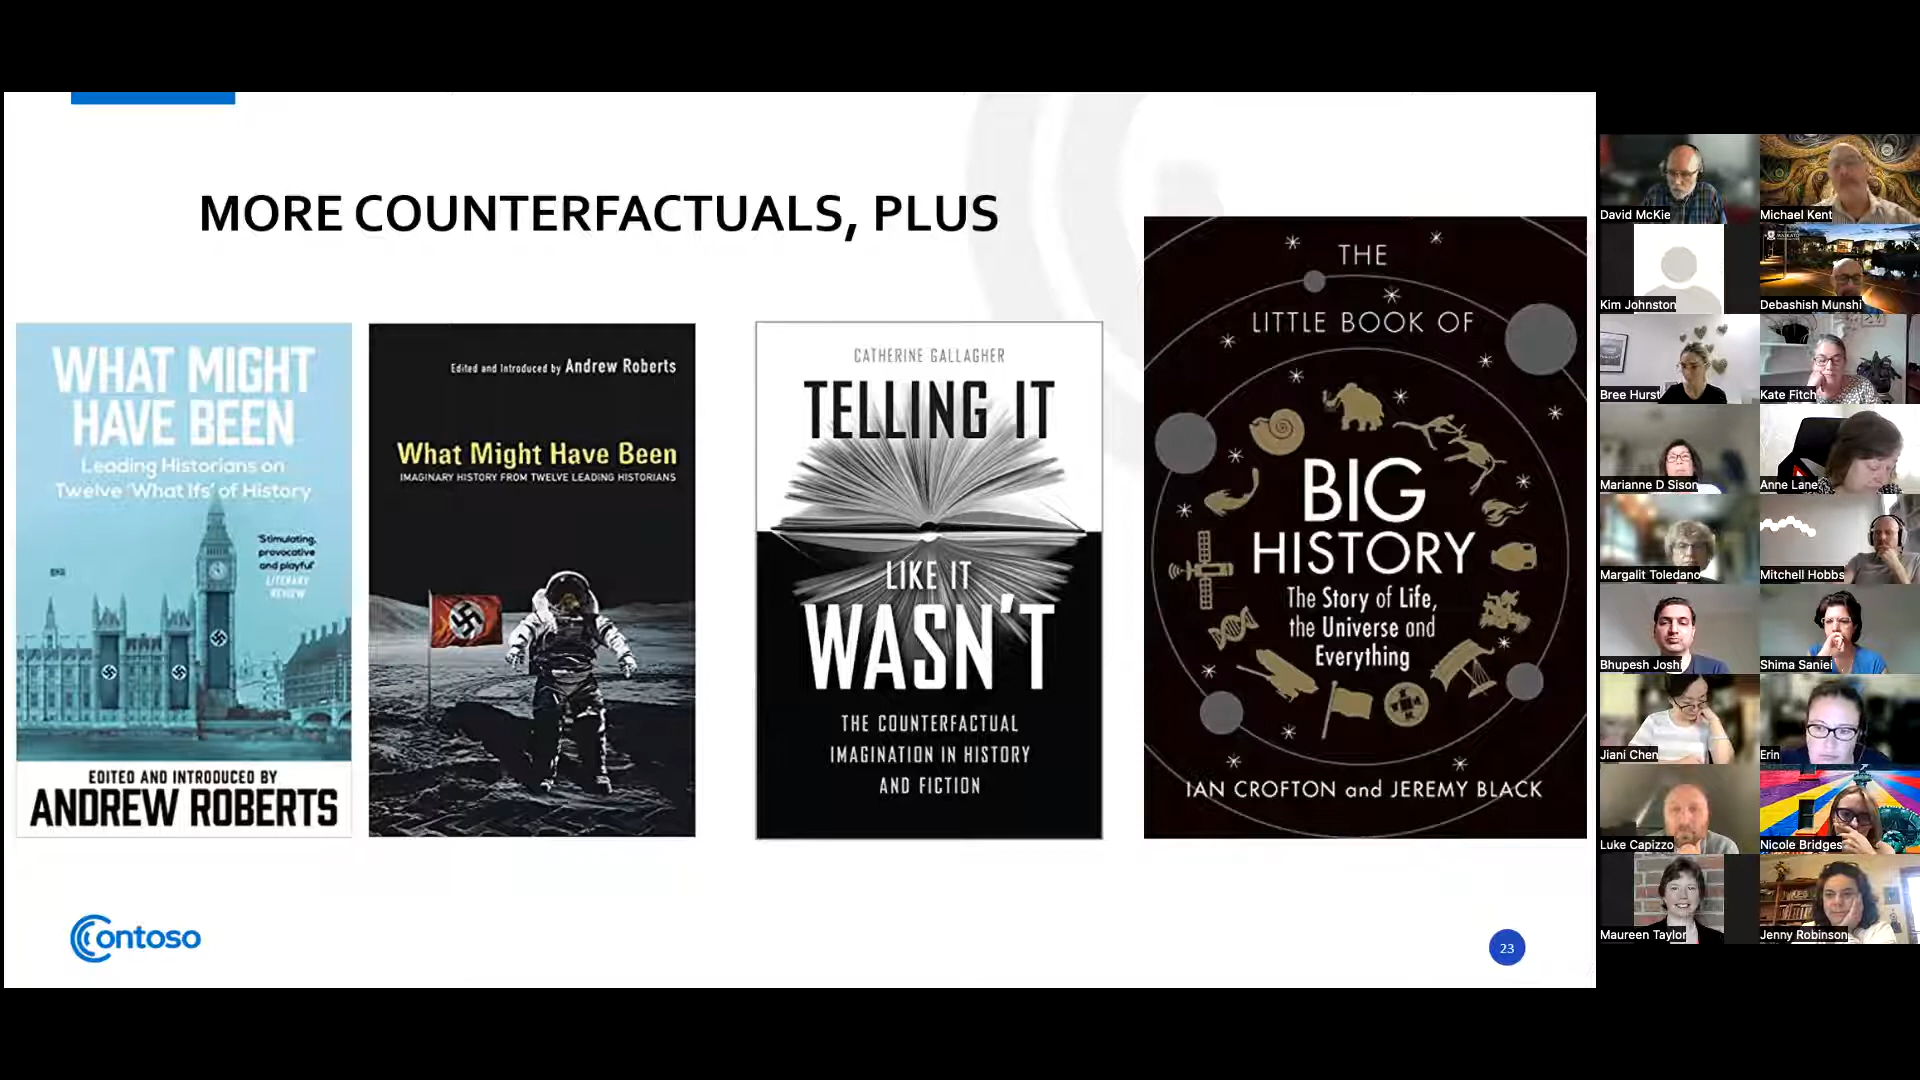 MORE COUNTERFACTUALS, PLUS
WHAT MIGHT
HAVE BEEN
Leading Historians on
Twelve 'What Ifs' of History
'Stimulating,
provocative
and playful'
LITERARY
REVIEW
EDITED AND INTRODUCED BY
ANDREW ROBERTS
Edited and Introduced by Andrew Roberts
What Might Have Been
IMAGINARY HISTORY FROM TWELVE LEADING HISTORIANS
CATHERINE GALLAGHER
TELLING IT
LIKE IT
WASN'T
THE COUNTERFACTUAL
IMAGINATION IN HISTORY
AND FICTION
THE
LITTLE BOOK OF
BIG
HISTORY
The Story of Life,
the Universe and
Everything
IAN CROFTON and JEREMY BLACK
Contoso
23
David McKie
Michael Kent
Kim Johnston
Debashish Munshi
Bree Hurst
Kate Fitch
Marianne D Sison
Anne Lane
Margalit Toledano
Mitchell Hobbs
Bhupesh Joshi
Shima Saniei
Jiani Chen
Erin
Luke Capizzo
Nicole Bridges
Maureen Taylor
Jenny Robinson